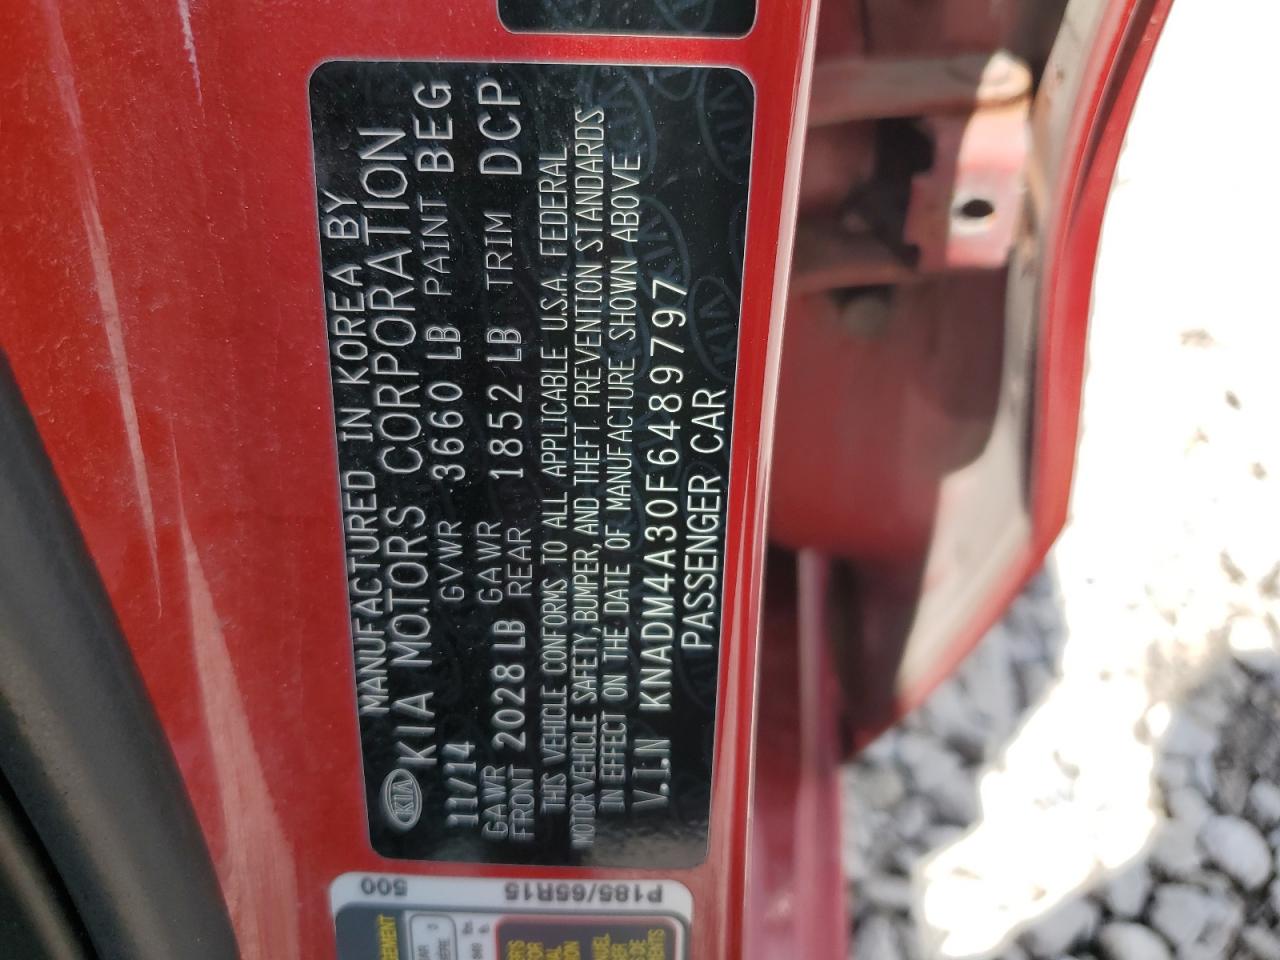 MANUFACTURED IN KOREA BY
KIA KIA MOTORS CORPORATION
11/14 GVWR 3660 LB PAINT BEG
GAWR FRONT 2028 LB GAWR REAR 1852 LB TRIM DCP
THIS VEHICLE CONFORMS TO ALL APPLICABLE U.S.A. FEDERAL
MOTOR VEHICLE SAFETY, BUMPER, AND THEFT PREVENTION STANDARDS
IN EFFECT ON THE DATE OF MANUFACTURE SHOWN ABOVE
V.I.N KNADM4A30F6489797
PASSENGER CAR
500
P185/65R15